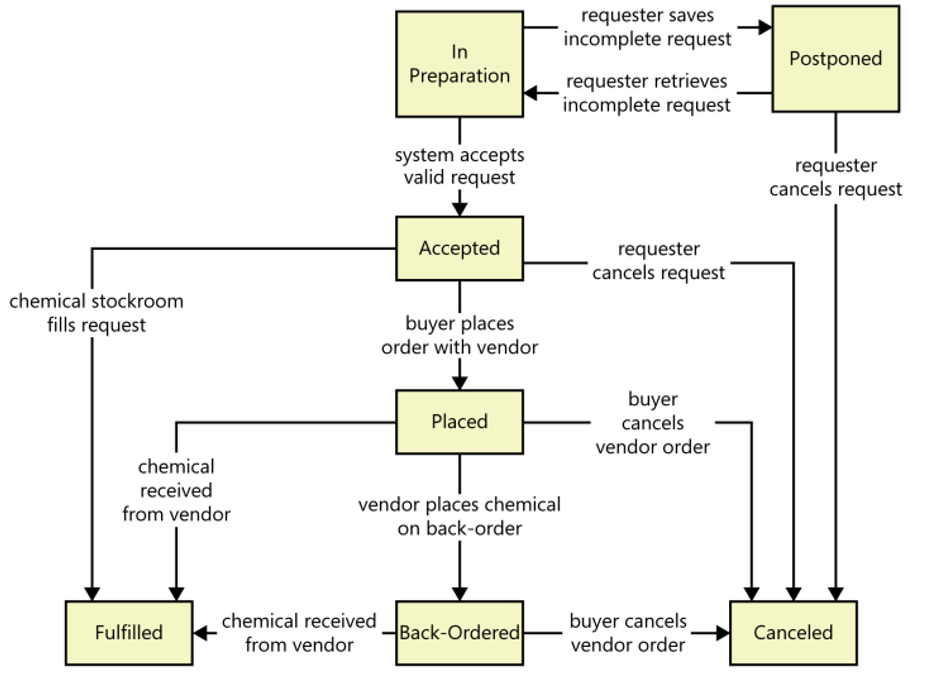 requester saves
incomplete request
In
Preparation
Postponed
requester retrieves
incomplete request
system accepts
valid request
requester
cancels request
Accepted
requester
cancels request
chemical stockroom
fills request
buyer places
order with vendor
Placed
buyer
cancels
vendor order
chemical
received
from vendor
vendor places chemical
on back-order
Fulfilled
chemical received
from vendor
Back-Ordered
buyer cancels
vendor order
Canceled